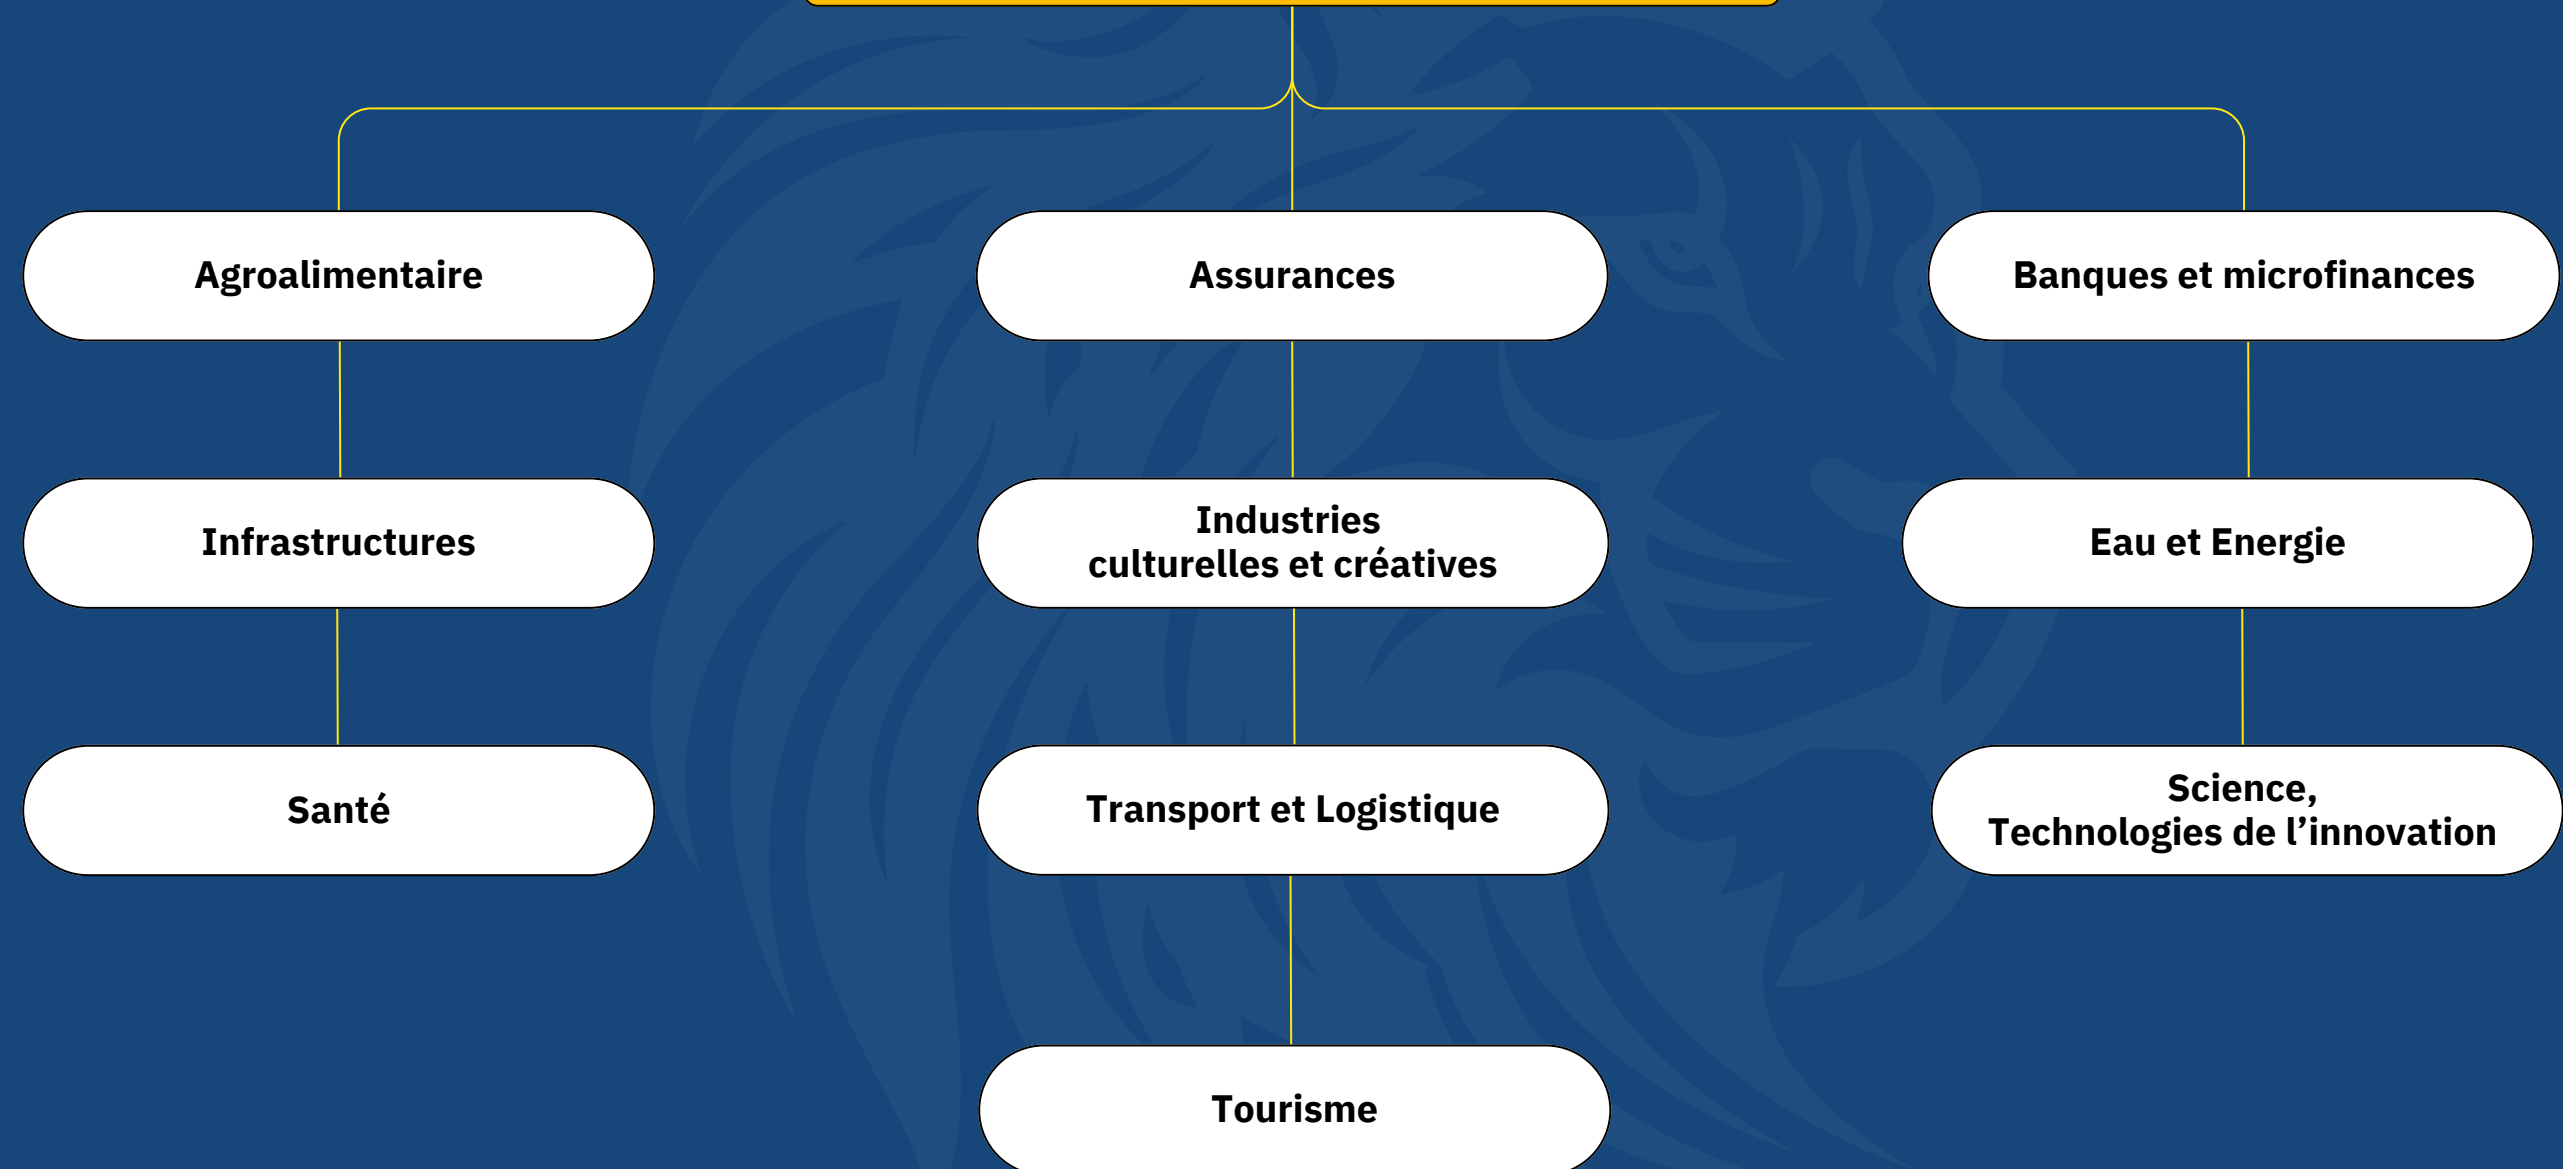 Agroalimentaire
Assurances
Banques et microfinances
Infrastructures
Industries
culturelles et créatives
Eau et Energie
Santé
Transport et Logistique
Science,
Technologies de l’innovation
Tourisme